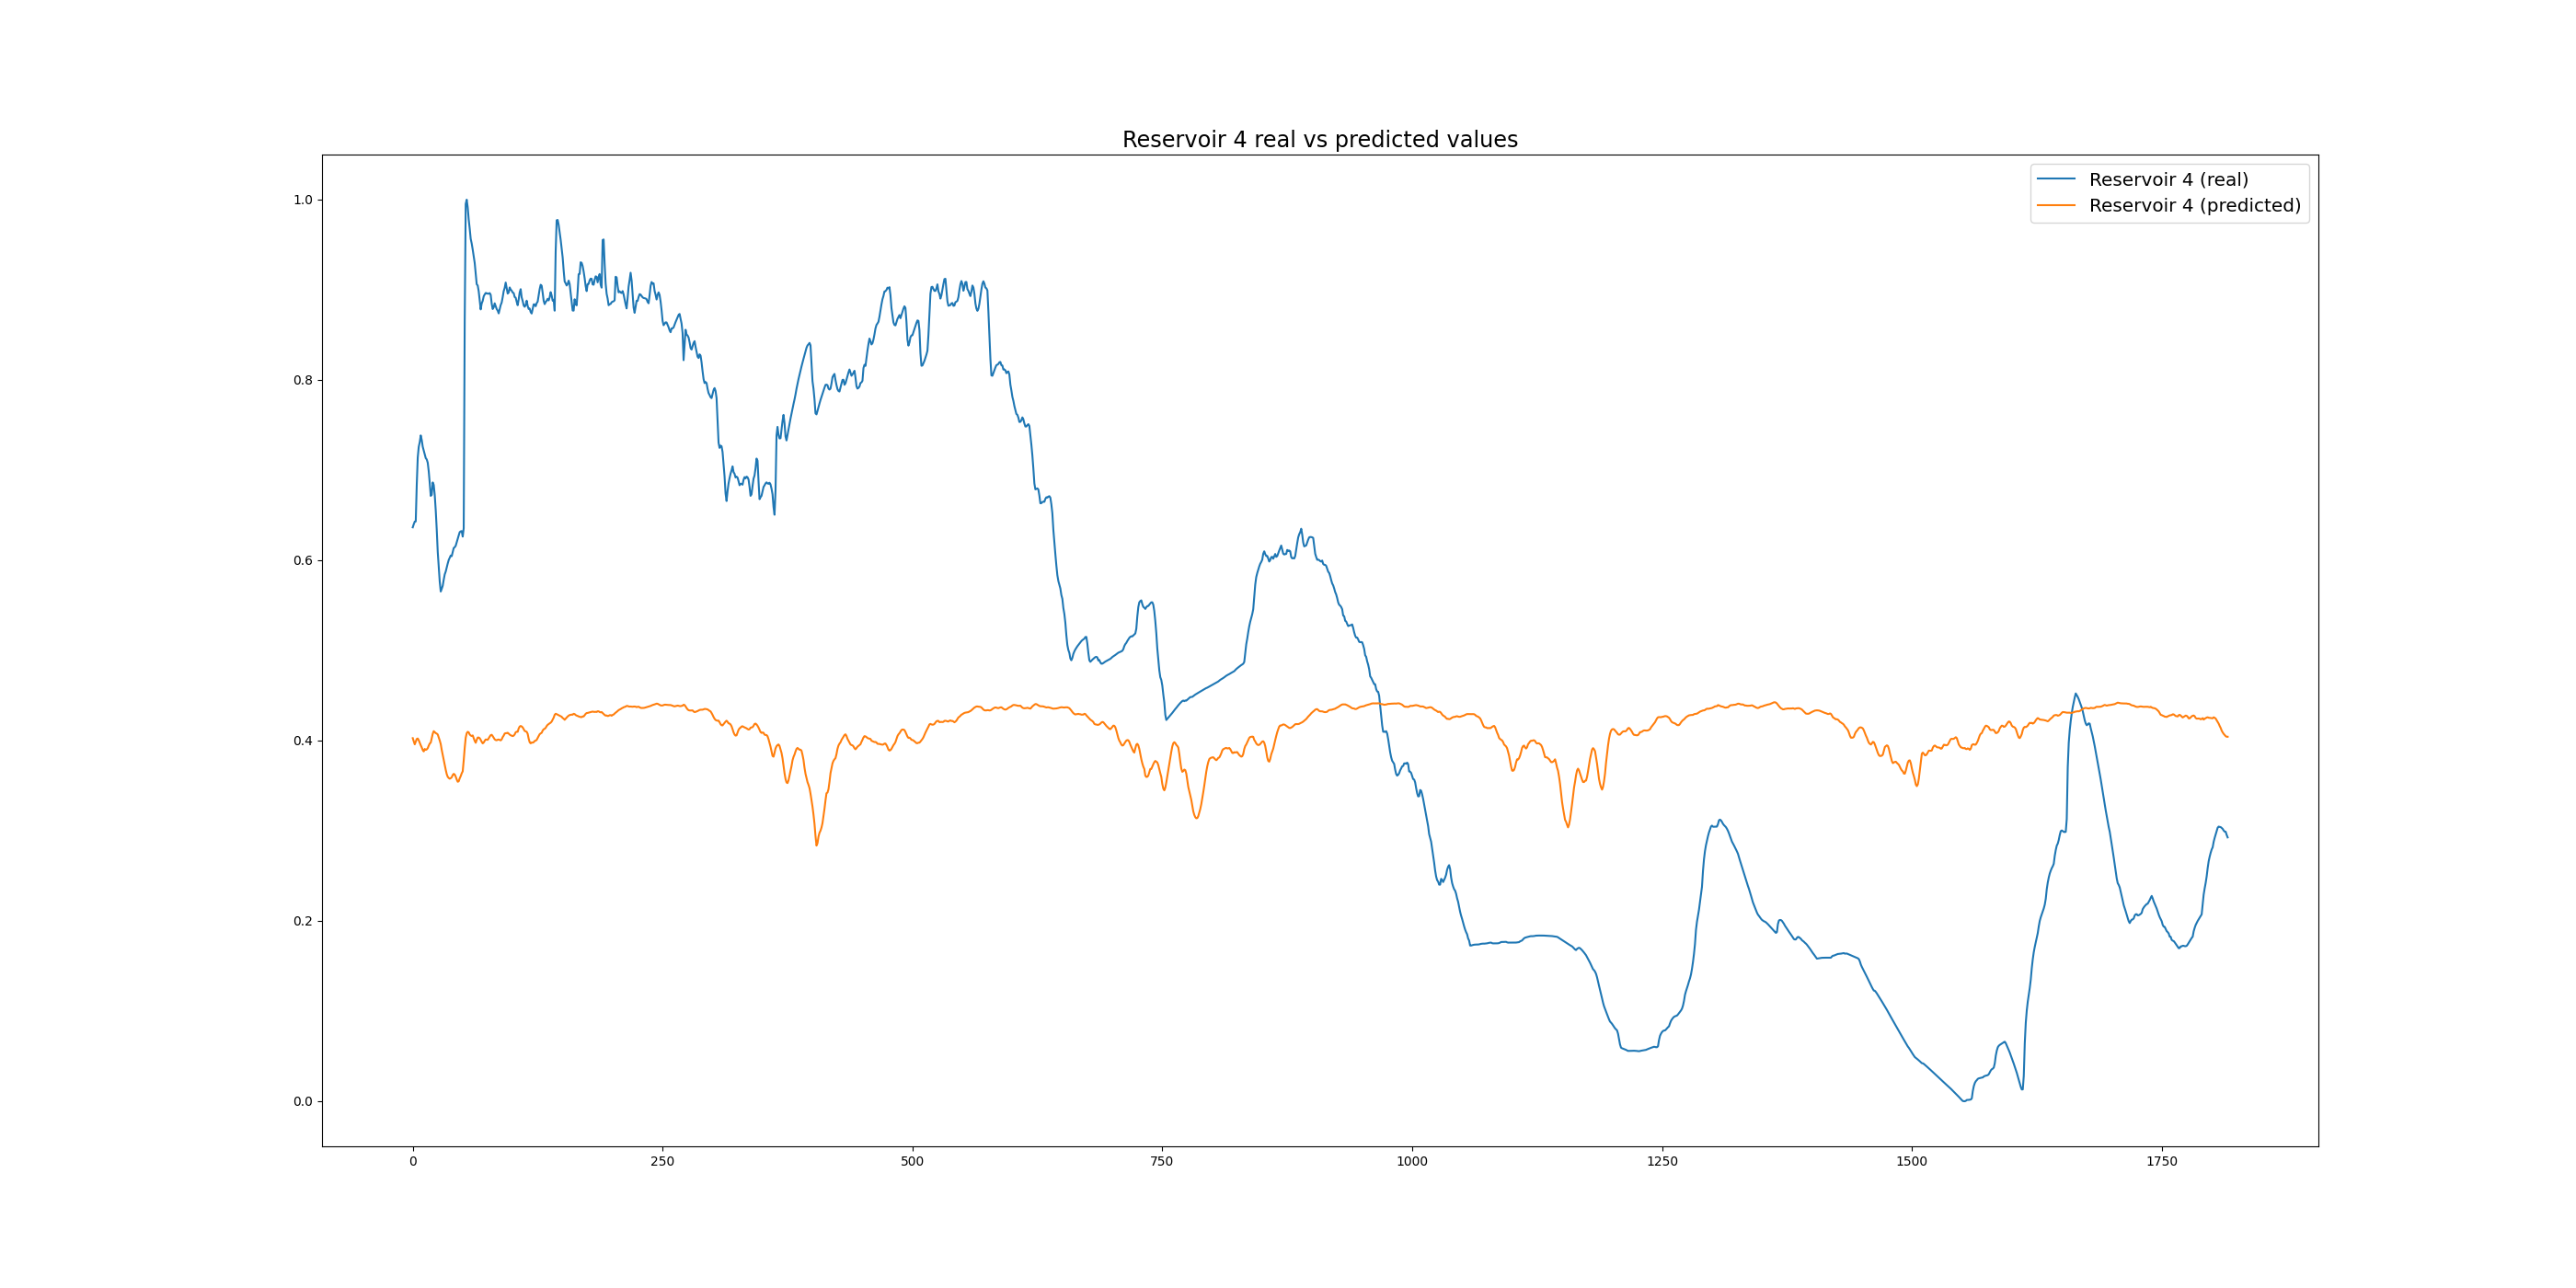 Reservoir 4 real vs predicted values
Reservoir 4 (real)
Reservoir 4 (predicted)
1.0
0.8
0.6
0.4
0.2
0.0
0 250 500 750 1000 1250 1500 1750